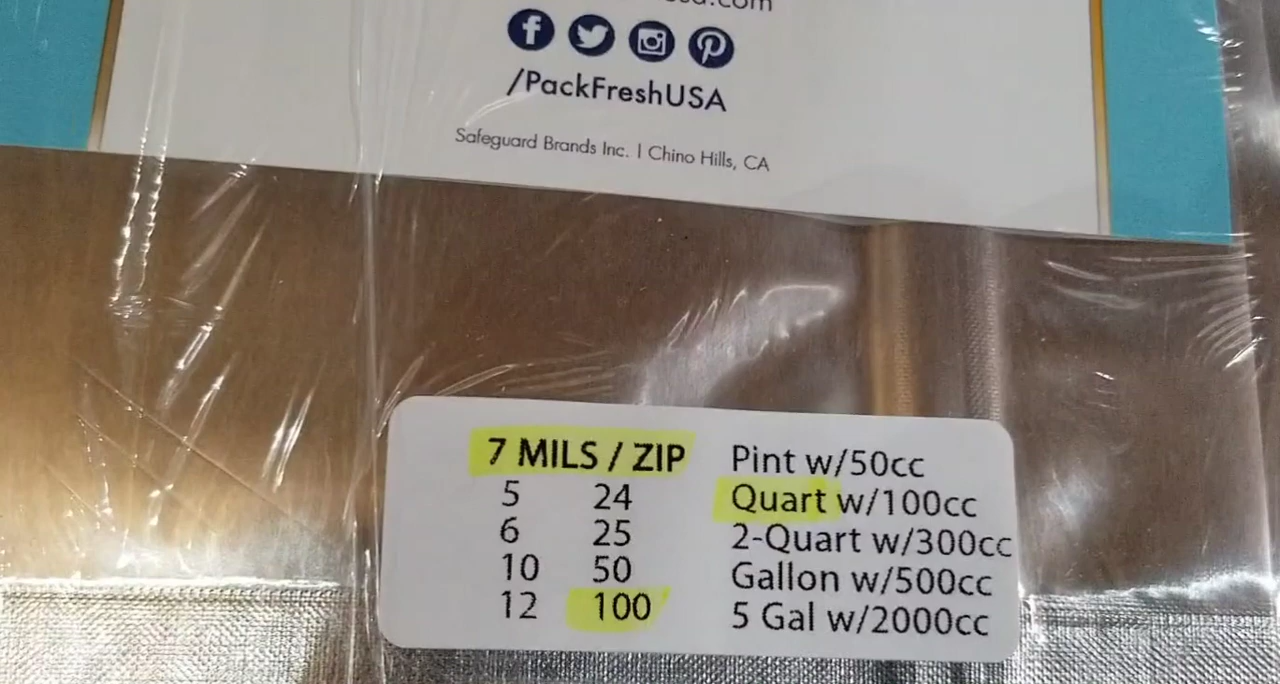 /PackFreshUSA
Safeguard Brands Inc. | Chino Hills, CA
7 MILS / ZIP
5 24
6 25
10 50
12 100
Pint w/50cc
Quart w/100cc
2-Quart w/300cc
Gallon w/500cc
5 Gal w/2000cc